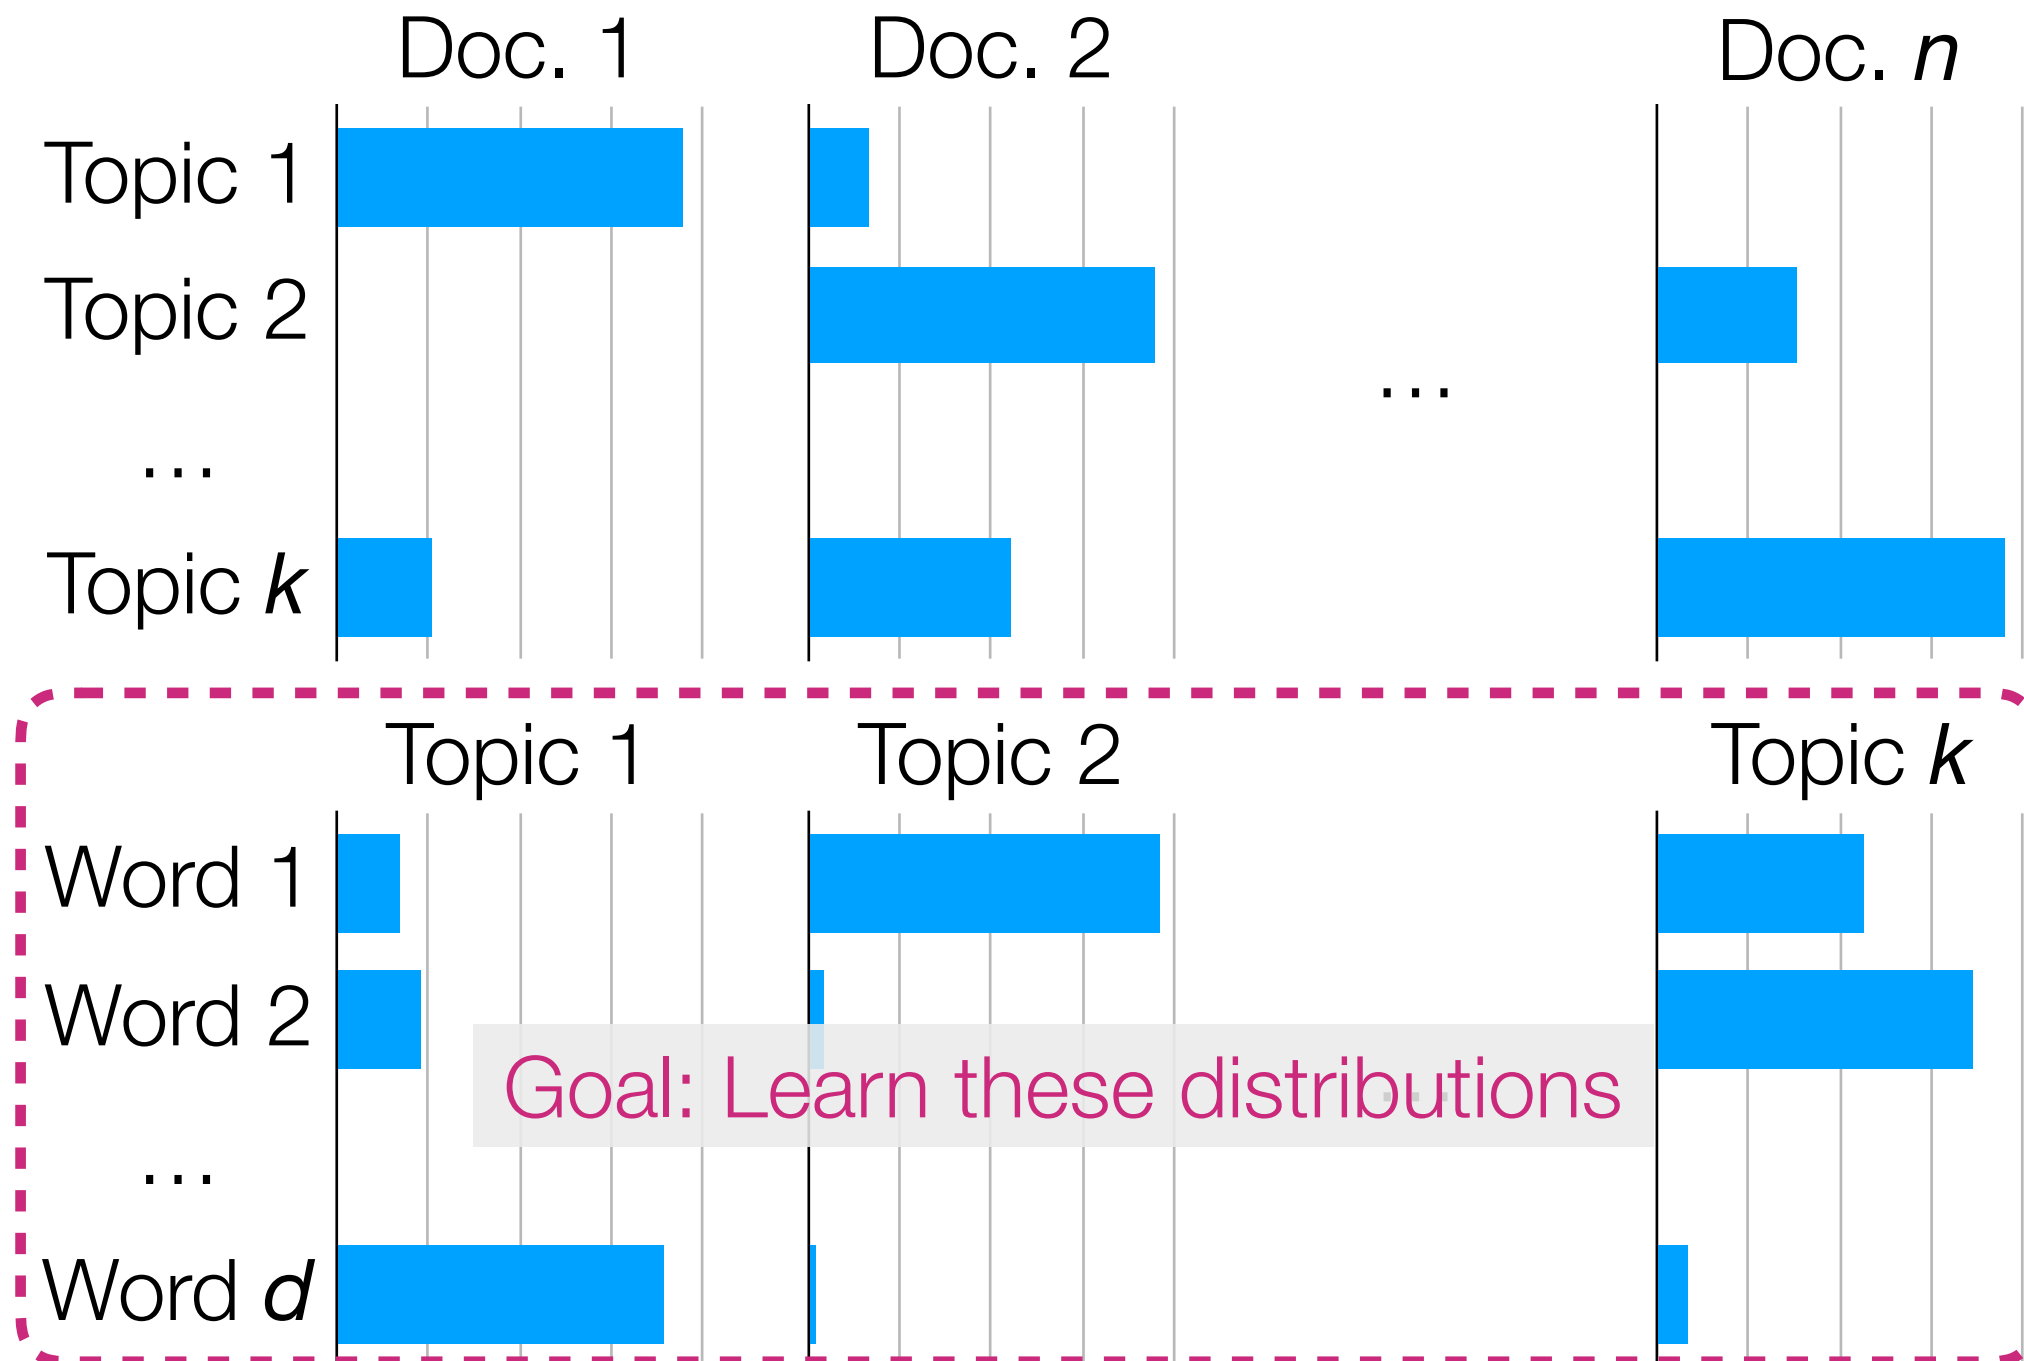 Doc. 1 Doc. 2 Doc. n
Topic 1
Topic 2
...
...
Topic k
Topic 1 Topic 2 Topic k
Word 1
Word 2
Goal: Learn these distributions
...
...
Word d